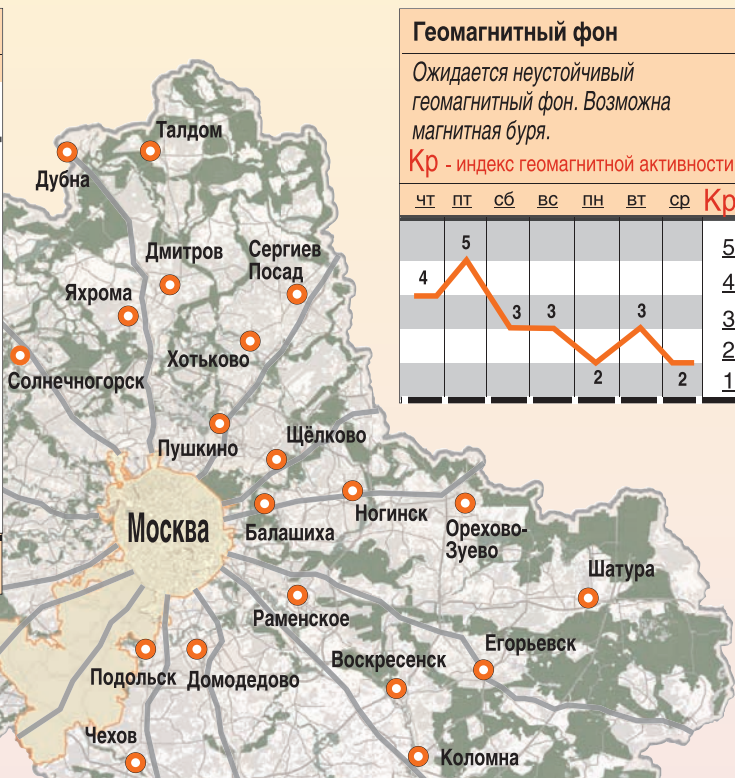 Геомагнитный фон
Ожидается неустойчивый
геомагнитный фон. Возможна
магнитная буря.
Кр - индекс геомагнитной активности
чт пт сб вс пн вт ср Кр
5
4
3
2
1
4
5
3
3
2
3
2
Талдом
Дубна
Дмитров
Сергиев
Посад
Яхрома
Хотьково
Солнечногорск
Пушкино
Щёлково
Москва
Балашиха
Ногинск
Орехово-
Зуево
Шатура
Раменское
Егорьевск
Воскресенск
Подольск
Домодедово
Чехов
Коломна